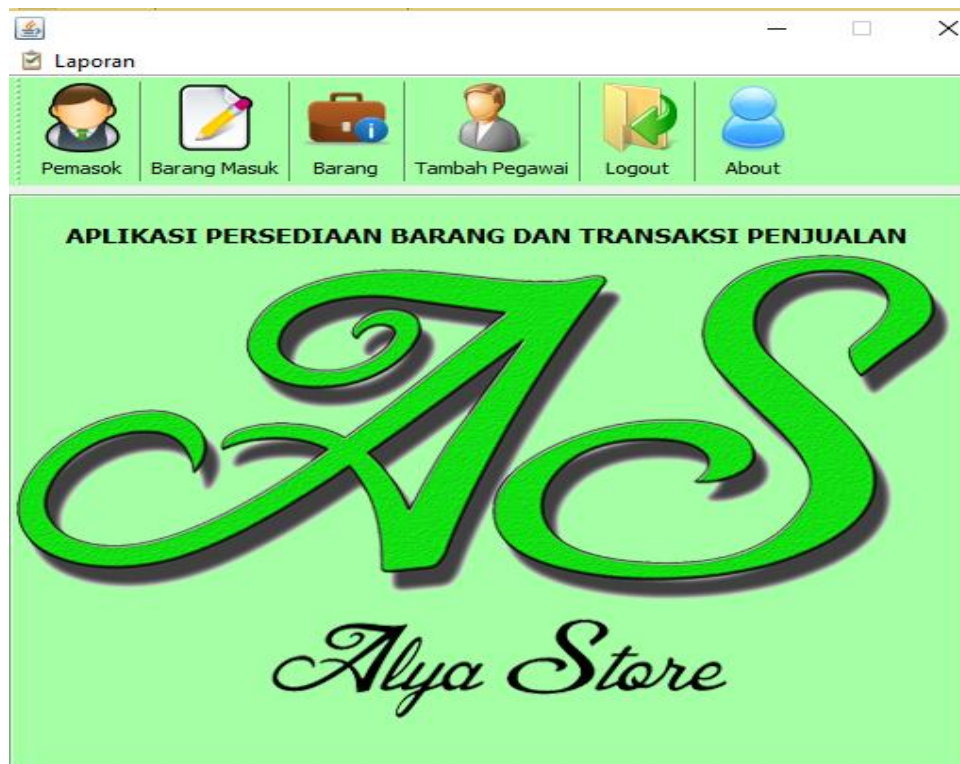 Laporan
Pemasok Barang Masuk Barang Tambah Pegawai Logout About
APLIKASI PERSEDIAAN BARANG DAN TRANSAKSI PENJUALAN
AS
Alya Store